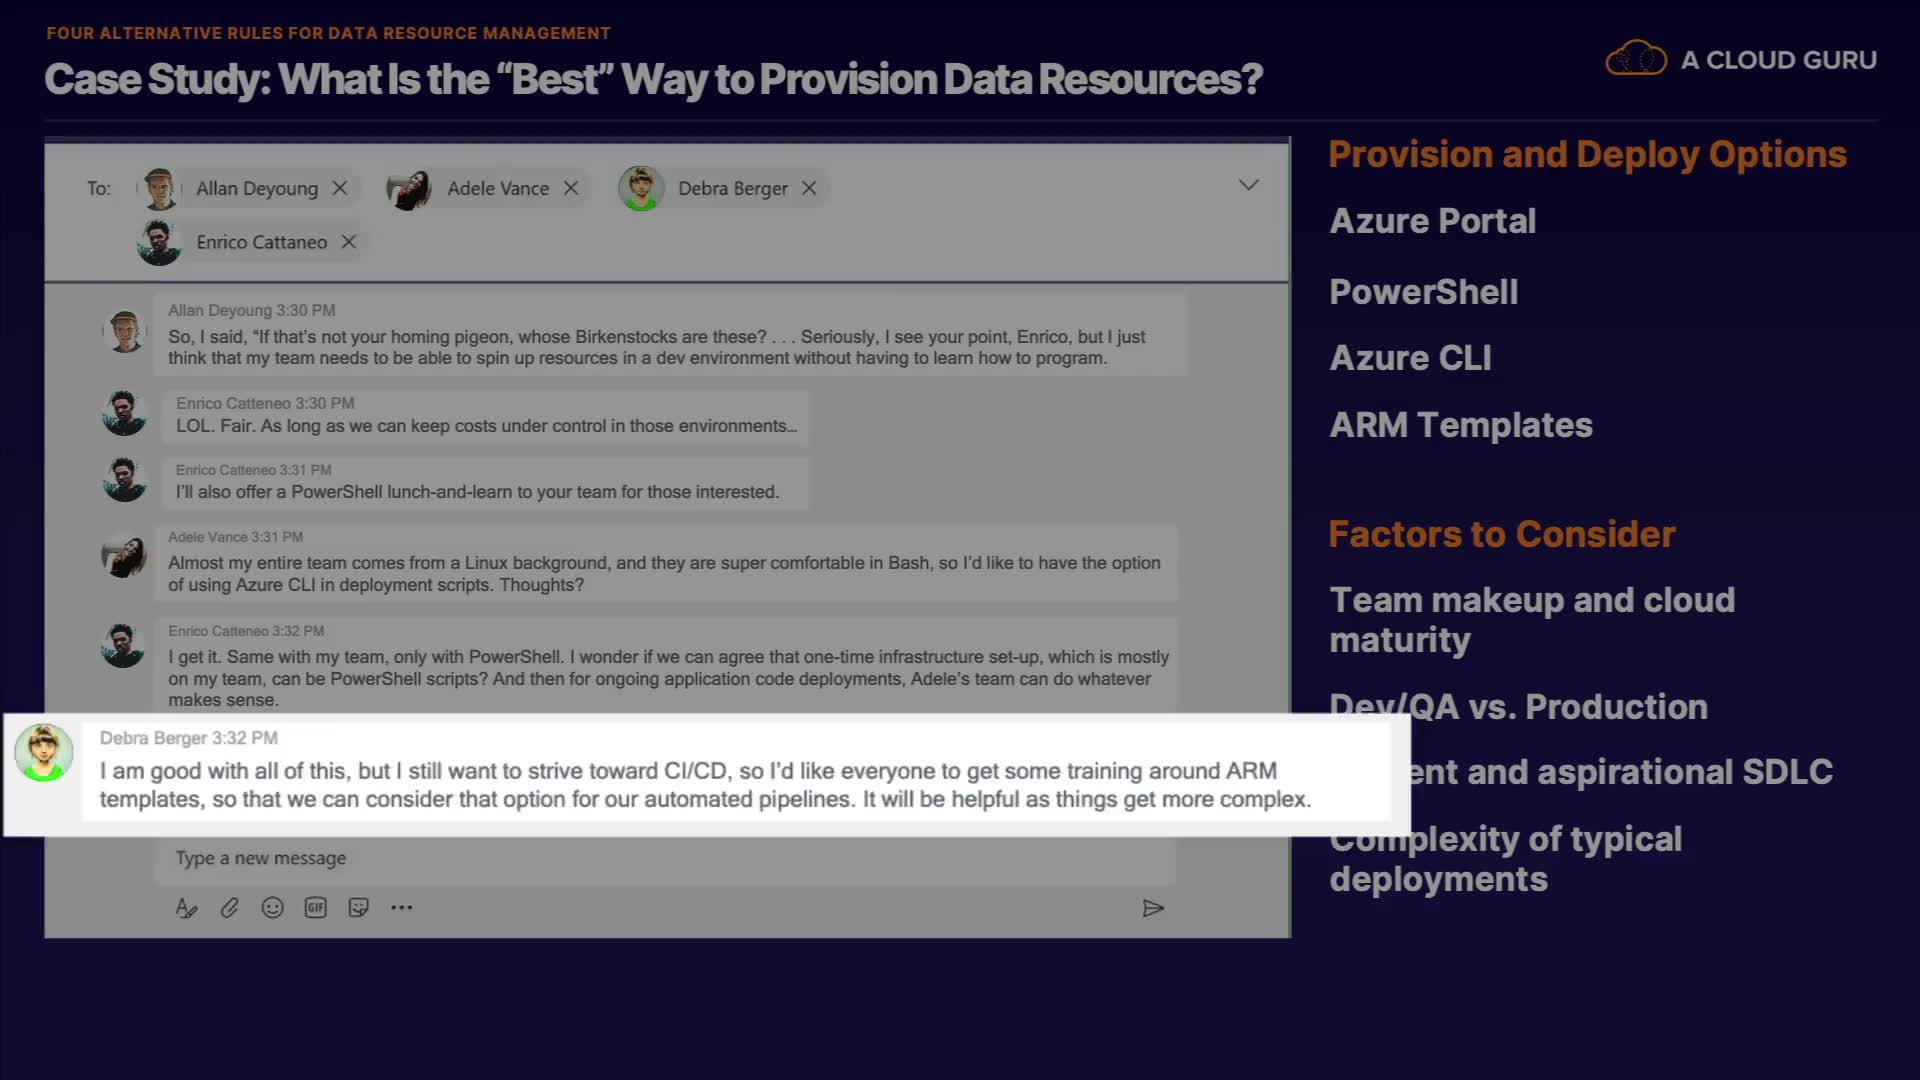 FOUR ALTERNATIVE RULES FOR DATA RESOURCE MANAGEMENT
Case Study: What Is the “Best” Way to Provision Data Resources?
A CLOUD GURU
To:
Allan Deyoung
Adele Vance
Debra Berger
Enrico Cattaneo
Allan Deyoung 3:30 PM
So, I said, “If that’s not your homing pigeon, whose Birkenstocks are these? . . . Seriously, I see your point, Enrico, but I just
think that my team needs to be able to spin up resources in a dev environment without having to learn how to program.
Enrico Catteneo 3:30 PM
LOL. Fair. As long as we can keep costs under control in those environments...
Enrico Catteneo 3:31 PM
I’ll also offer a PowerShell lunch-and-learn to your team for those interested.
Adele Vance 3:31 PM
Almost my entire team comes from a Linux background, and they are super comfortable in Bash, so I’d like to have the option
of using Azure CLI in deployment scripts. Thoughts?
Enrico Catteneo 3:32 PM
I get it. Same with my team, only with PowerShell. I wonder if we can agree that one-time infrastructure set-up, which is mostly
on my team, can be PowerShell scripts? And then for ongoing application code deployments, Adele’s team can do whatever
makes sense.
Debra Berger 3:32 PM
I am good with all of this, but I still want to strive toward CI/CD, so I’d like everyone to get some training around ARM
templates, so that we can consider that option for our automated pipelines. It will be helpful as things get more complex.
Type a new message
GIF
Provision and Deploy Options
Azure Portal
PowerShell
Azure CLI
ARM Templates
Factors to Consider
Team makeup and cloud
maturity
Dev/QA vs. Production
and aspirational SDLC
Complexity of typical
deployments